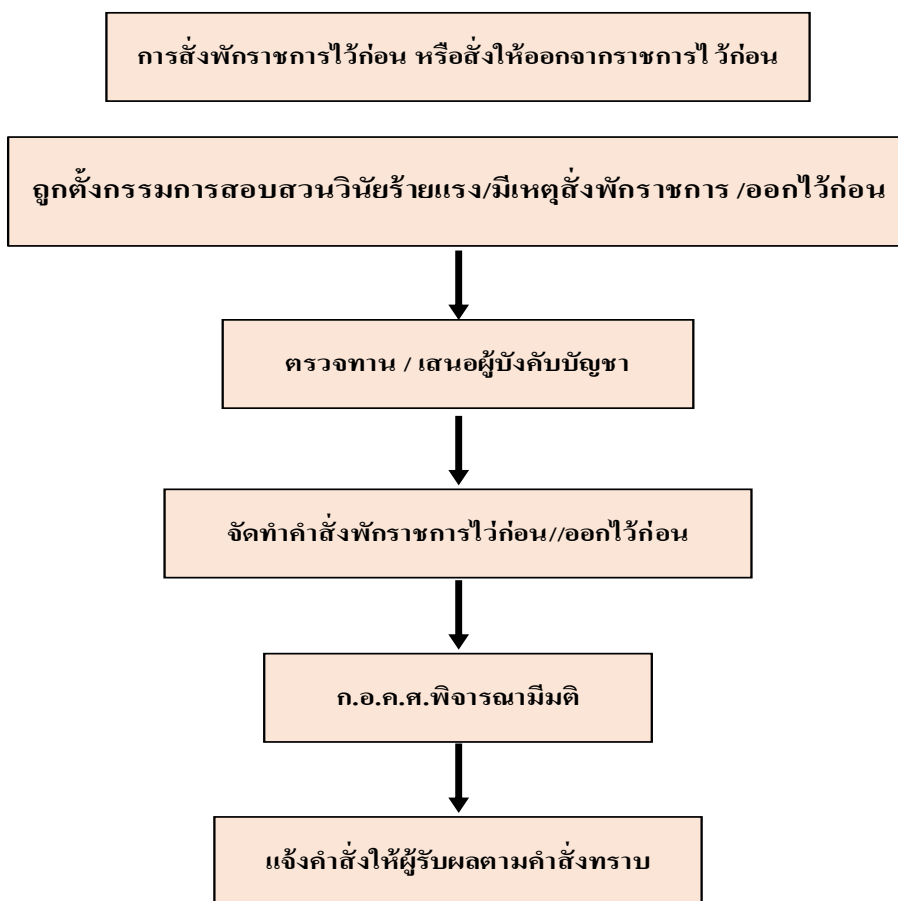 การสั่งพักราชการไว้ก่อน หรือสั่งให้ออกจากราชการไ ว้ก่อน
ถูกตั้งกรรมการสอบสวนวินัยร้ายแรง/มีเหตุสั่งพักราชการ /ออกไว้ก่อน
ตรวจทาน / เสนอผู้บังคับบัญชา
จัดทำคำสั่งพักราชการไว่ก่อน//ออกไว้ก่อน
ก.อ.ค.ศ.พิจารณามีมติ
แจ้งคำสั่งให้ผู้รับผลตามคำสั่งทราบ